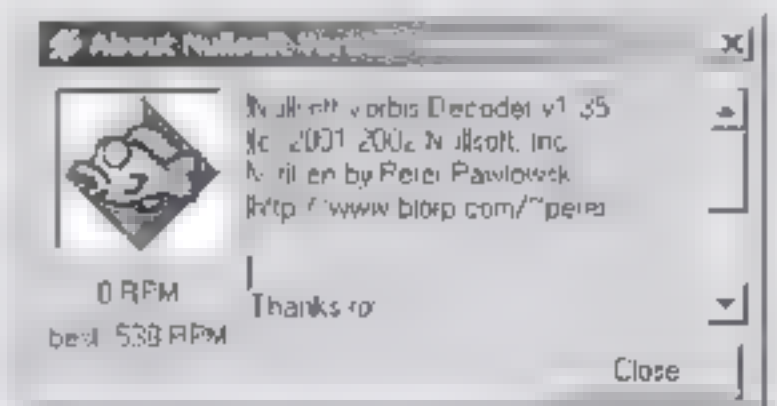 About Nullsoft Vorbis
Nullsoft Vorbis Decoder v1.35
(c) 2001-2002 Nullsoft, Inc.
Written by Peter Pawlowski
http://www.blorp.com/~peter
Thanks to:
0 RPM
best: RPM
Close